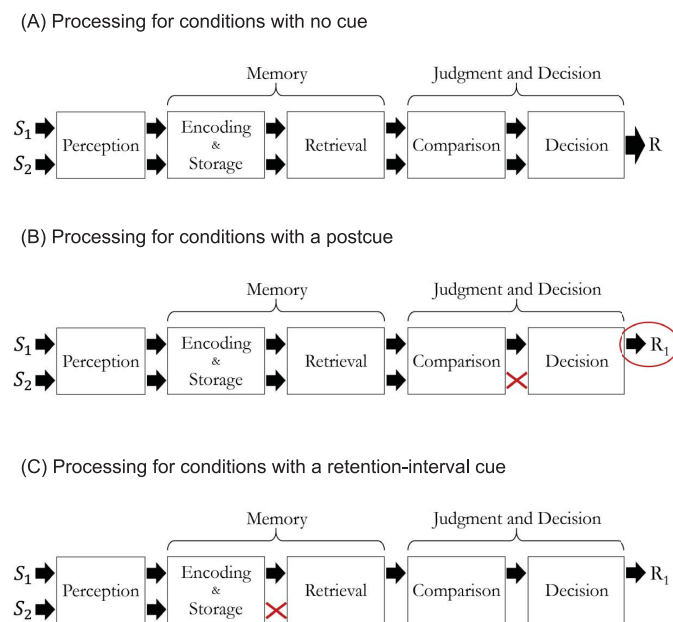 (A) Processing for conditions with no cue
Memory
Judgment and Decision
S₁
S₂
Perception
Encoding
&
Storage
Retrieval
Comparison
Decision
R
(B) Processing for conditions with a postcue
Memory
Judgment and Decision
S₁
S₂
Perception
Encoding
&
Storage
Retrieval
Comparison
Decision
R₁
(C) Processing for conditions with a retention-interval cue
Memory
Judgment and Decision
S₁
S₂
Perception
Encoding
&
Storage
Retrieval
Comparison
Decision
R₁